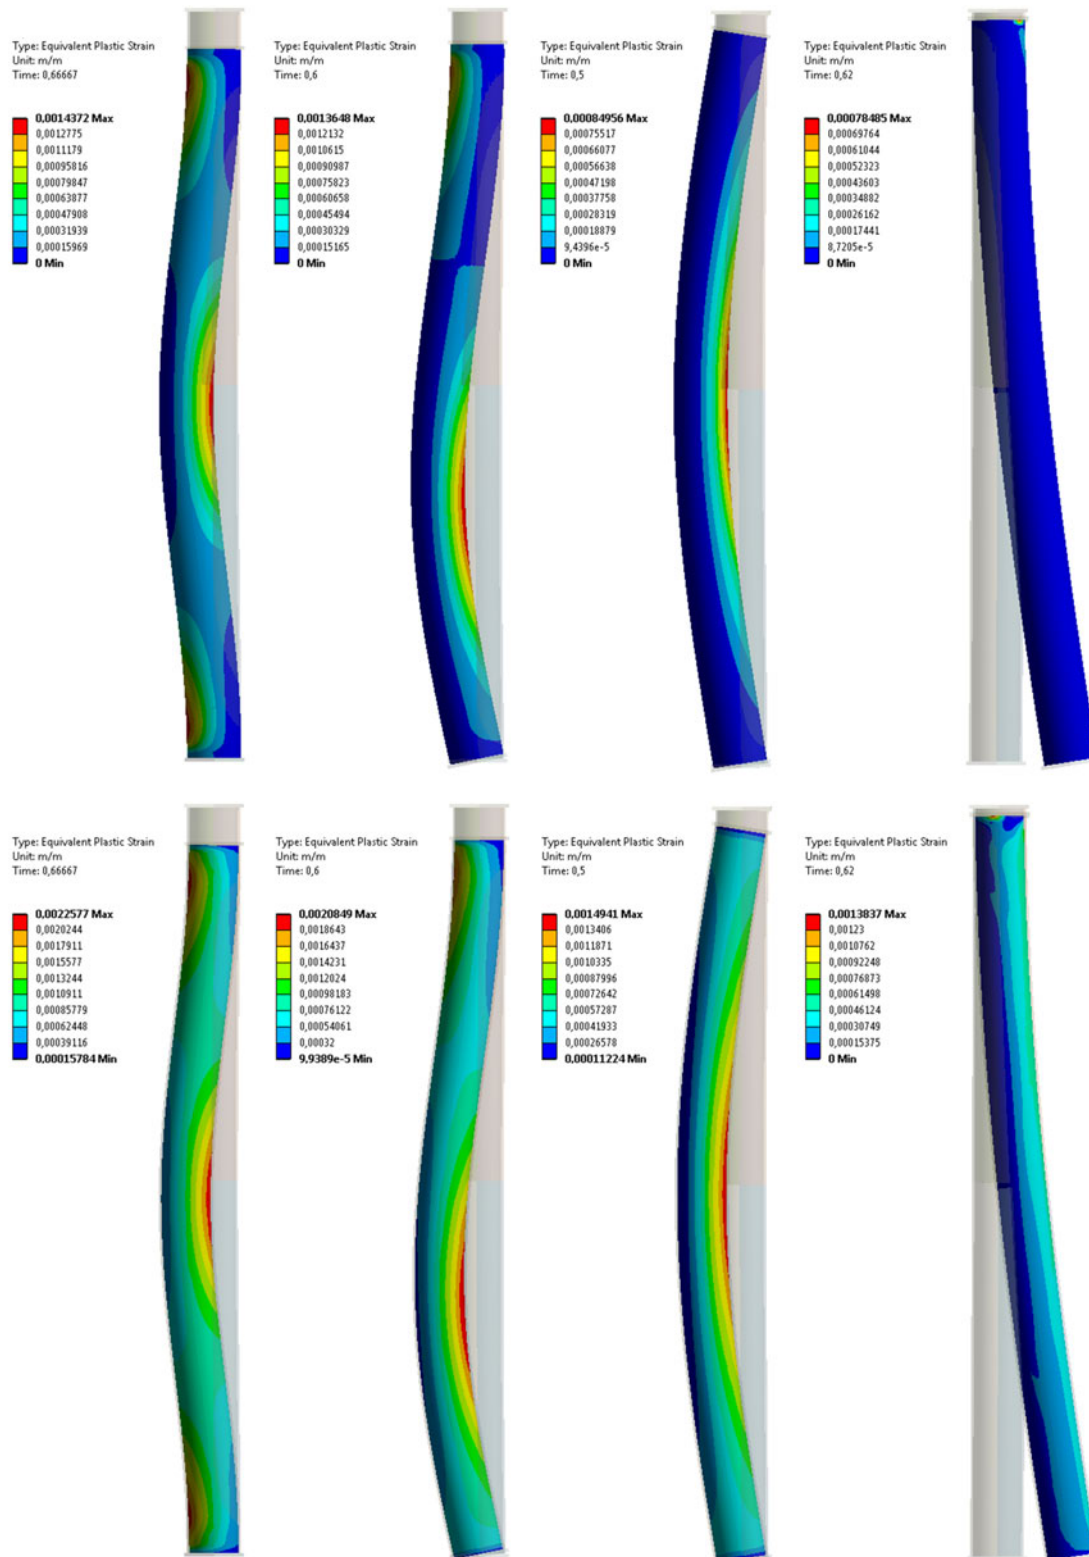 Type: Equivalent Plastic Strain
Unit: m/m
Time: 0,66667
0,0014372 Max
0,0012775
0,0011179
0,00095816
0,00079847
0,00063877
0,00047908
0,00031939
0,00015969
0 Min
Type: Equivalent Plastic Strain
Unit: m/m
Time: 0,6
0,0013648 Max
0,0012132
0,0010615
0,00090987
0,00075823
0,00060658
0,00045494
0,00030329
0,00015165
0 Min
Type: Equivalent Plastic Strain
Unit: m/m
Time: 0,5
0,00084956 Max
0,00075517
0,00066077
0,00056638
0,00047198
0,00037758
0,00028319
0,00018879
9,4396e-5
0 Min
Type: Equivalent Plastic Strain
Unit: m/m
Time: 0,62
0,00078485 Max
0,00069764
0,00061044
0,00052323
0,00043603
0,00034882
0,00026162
0,00017441
8,7205e-5
0 Min
Type: Equivalent Plastic Strain
Unit: m/m
Time: 0,66667
0,0022577 Max
0,0020244
0,0017911
0,0015577
0,0013244
0,0010911
0,00085779
0,00062448
0,00039116
0,00015784 Min
Type: Equivalent Plastic Strain
Unit: m/m
Time: 0,6
0,0020849 Max
0,0018643
0,0016437
0,0014231
0,0012024
0,00098183
0,00076122
0,00054061
0,00032
9,9389e-5 Min
Type: Equivalent Plastic Strain
Unit: m/m
Time: 0,5
0,0014941 Max
0,0013406
0,0011871
0,0010335
0,00087996
0,00072642
0,00057287
0,00041933
0,00026578
0,00011224 Min
Type: Equivalent Plastic Strain
Unit: m/m
Time: 0,62
0,0013837 Max
0,00123
0,0010762
0,00092248
0,00076873
0,00061498
0,00046124
0,00030749
0,00015375
0 Min